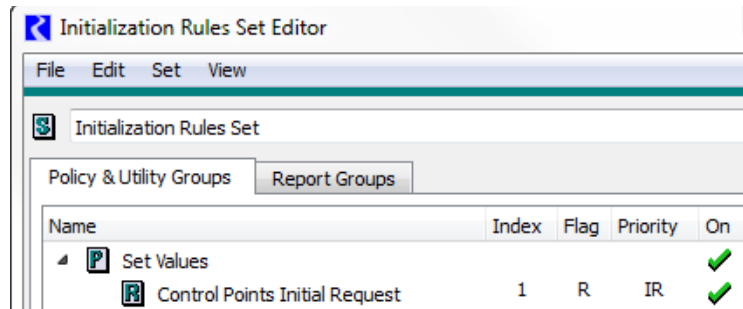 Initialization Rules Set Editor
File Edit Set View
S Initialization Rules Set
Policy & Utility Groups Report Groups
Name Index Flag Priority On
P Set Values
R Control Points Initial Request 1 R IR